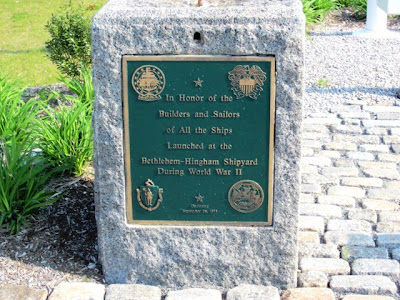 In Honor of the
Builders and Sailors
of All the Ships
Launched at the
Bethlehem-Hingham Shipyard
During World War II